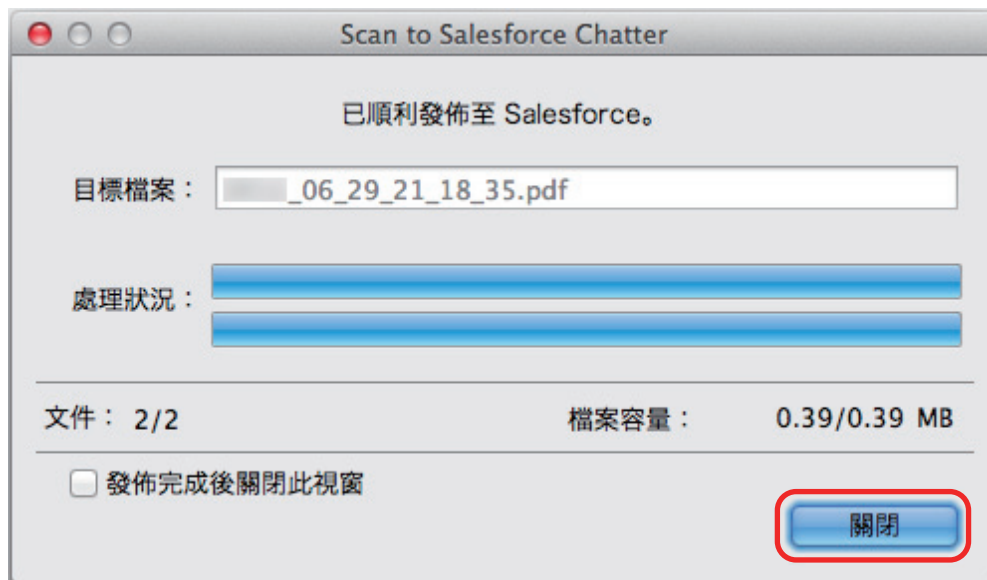 Scan to Salesforce Chatter
已順利發佈至 Salesforce。
目標檔案： _06_29_21_18_35.pdf
處理狀況：
文件： 2/2 檔案容量： 0.39/0.39 MB
發佈完成後關閉此視窗
關閉